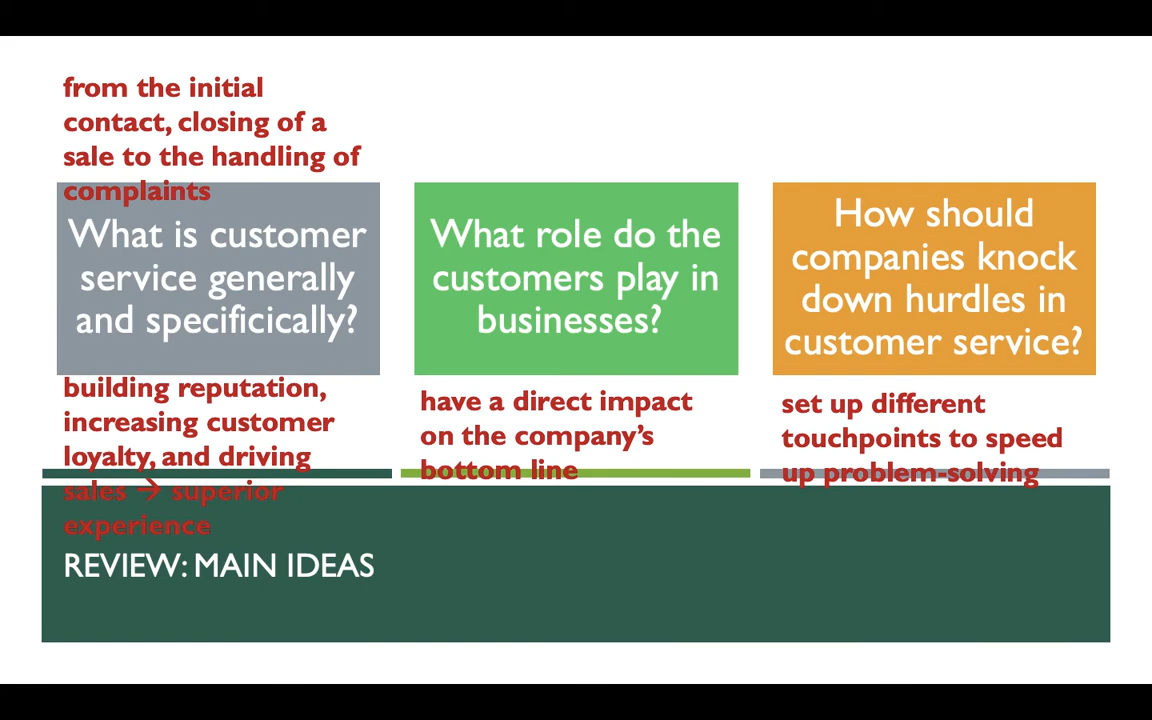 from the initial
contact, closing of a
sale to the handling of
complaints
What is customer
service generally
and specificically?
building reputation,
increasing customer
loyalty, and driving
sales → superior
experience
What role do the
customers play in
businesses?
have a direct impact
on the company’s
bottom line
How should
companies knock
down hurdles in
customer service?
set up different
touchpoints to speed
up problem-solving
REVIEW: MAIN IDEAS